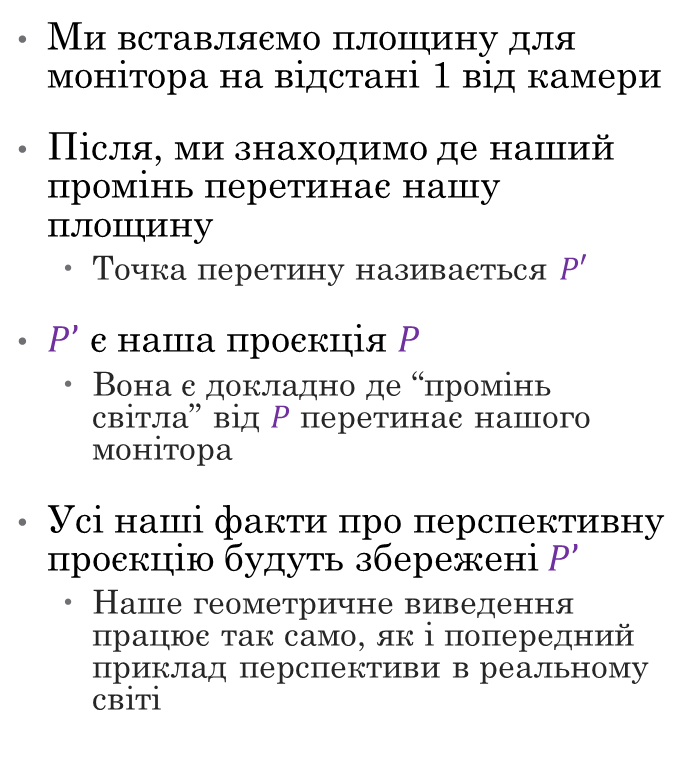 • Ми вставляємо площину для
монітора на відстані 1 від камери
• Після, ми знаходимо де наший
промінь перетинає нашу
площину
• Точка перетину називається P′
• P’ є наша проєкція P
• Вона є докладно де “промінь
світла” від P перетинає нашого
монітора
• Усі наші факти про перспективну
проєкцію будуть збережені P’
• Наше геометричне виведення
працює так само, як і попередний
приклад перспективи в реальному
світі